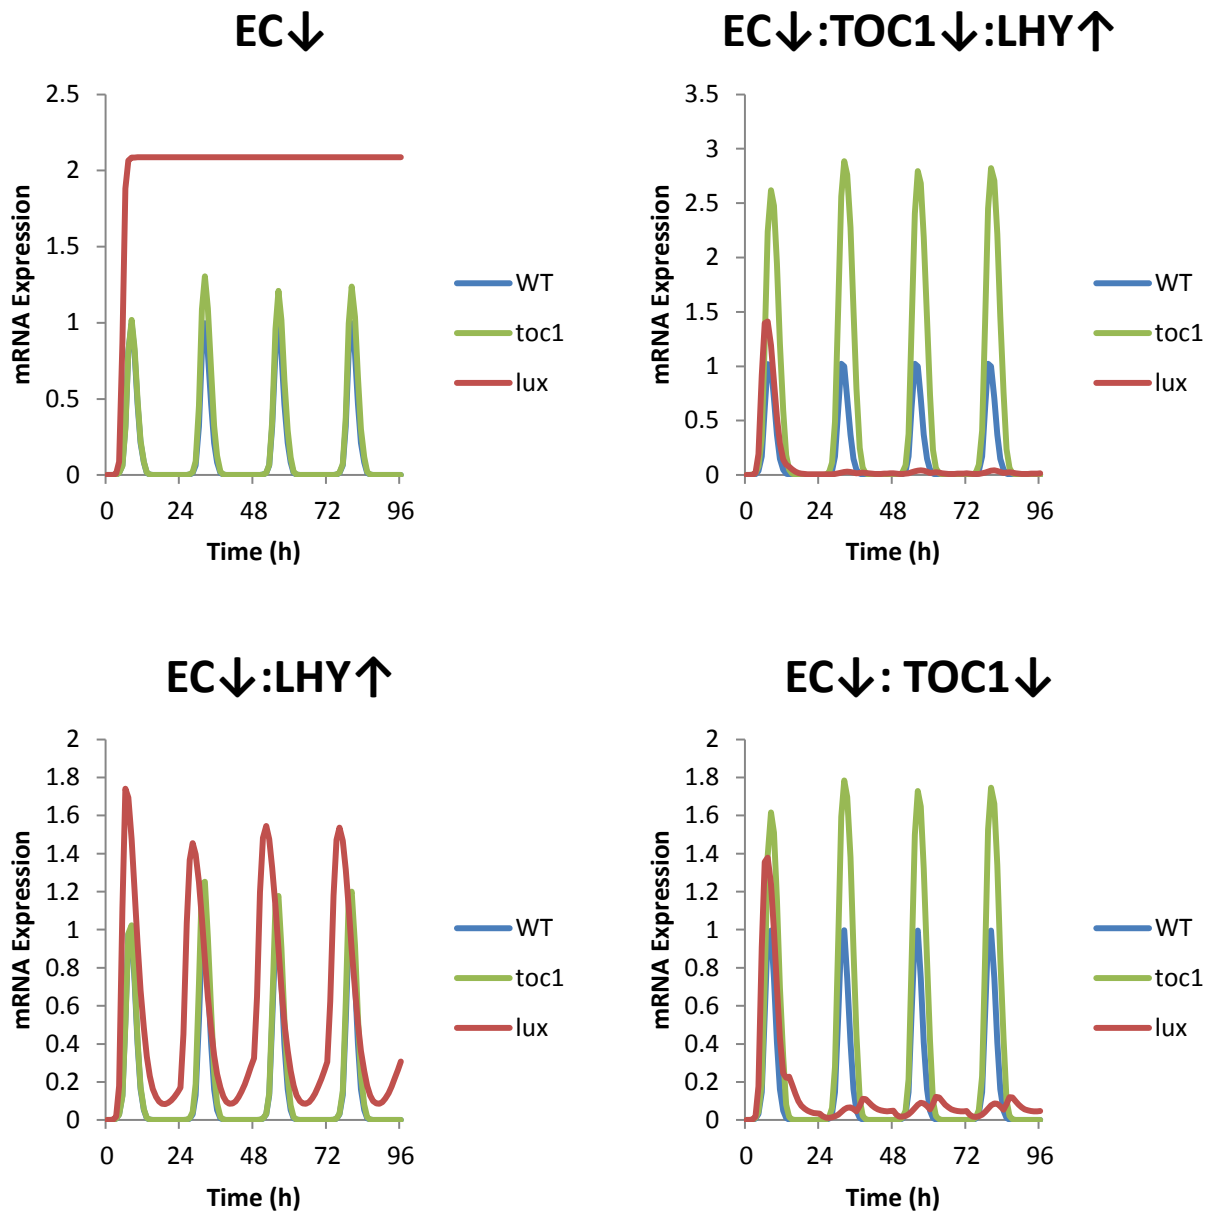 EC↓
2.5
2
1.5
1
0.5
0
0 24 48 72 96
mRNA Expression
Time (h)
WT
toc1
lux
EC↓:TOC1↓:LHY↑
3.5
3
2.5
2
1.5
1
0.5
0
0 24 48 72 96
mRNA Expression
Time (h)
WT
toc1
lux
EC↓:LHY↑
2
1.8
1.6
1.4
1.2
1
0.8
0.6
0.4
0.2
0
0 24 48 72 96
mRNA Expression
Time (h)
WT
toc1
lux
EC↓: TOC1↓
2
1.8
1.6
1.4
1.2
1
0.8
0.6
0.4
0.2
0
0 24 48 72 96
mRNA Expression
Time (h)
WT
toc1
lux